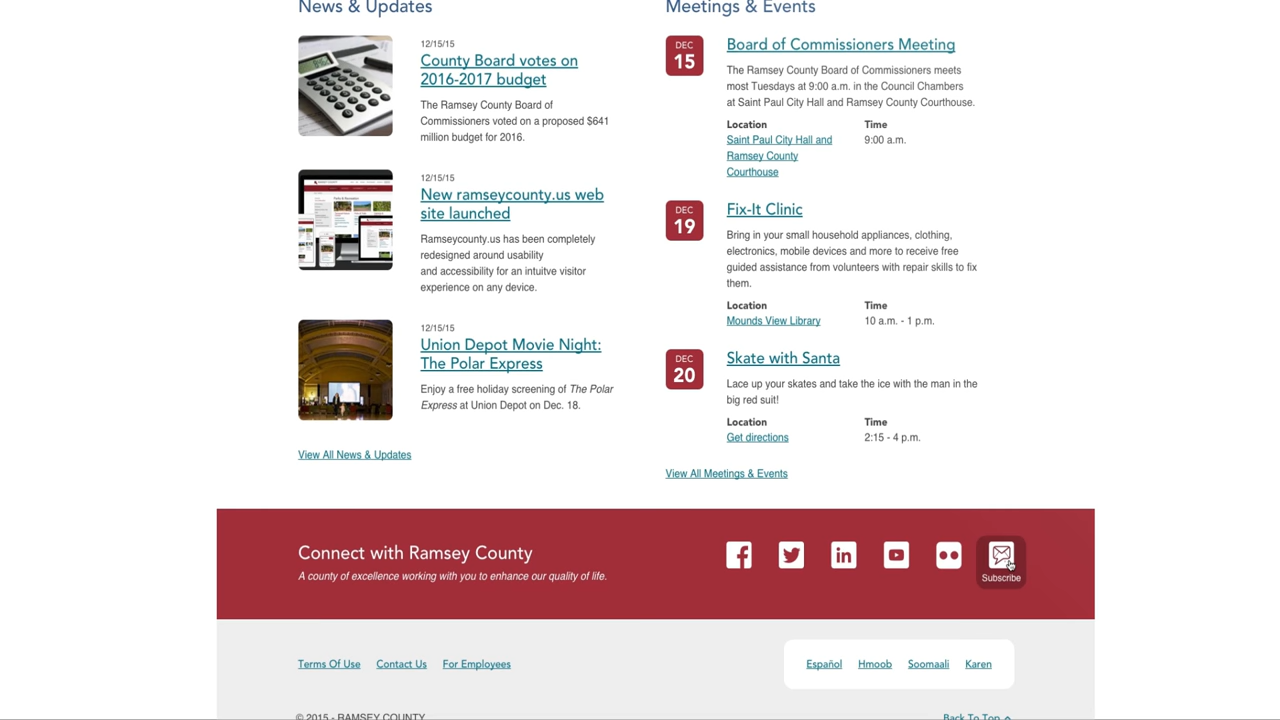 News & Updates
12/15/15
County Board votes on
2016-2017 budget
The Ramsey County Board of
Commissioners voted on a proposed $641
million budget for 2016.
12/15/15
New ramseycounty.us web
site launched
Ramseycounty.us has been completely
redesigned around usability
and accessibility for an intuitve visitor
experience on any device.
12/15/15
Union Depot Movie Night:
The Polar Express
Enjoy a free holiday screening of The Polar
Express at Union Depot on Dec. 18.
View All News & Updates
Meetings & Events
DEC
15
Board of Commissioners Meeting
The Ramsey County Board of Commissioners meets
most Tuesdays at 9:00 a.m. in the Council Chambers
at Saint Paul City Hall and Ramsey County Courthouse.
Location Time
Saint Paul City Hall and 9:00 a.m.
Ramsey County
Courthouse
DEC
19
Fix-It Clinic
Bring in your small household appliances, clothing,
electronics, mobile devices and more to receive free
guided assistance from volunteers with repair skills to fix
them.
Location Time
Mounds View Library 10 a.m. - 1 p.m.
DEC
20
Skate with Santa
Lace up your skates and take the ice with the man in the
big red suit!
Location Time
Get directions 2:15 - 4 p.m.
View All Meetings & Events
Connect with Ramsey County
A county of excellence working with you to enhance our quality of life.
Subscribe
Terms Of Use Contact Us For Employees
Español Hmoob Soomaali Karen
© 2015 - RAMSEY COUNTY
Back To Top